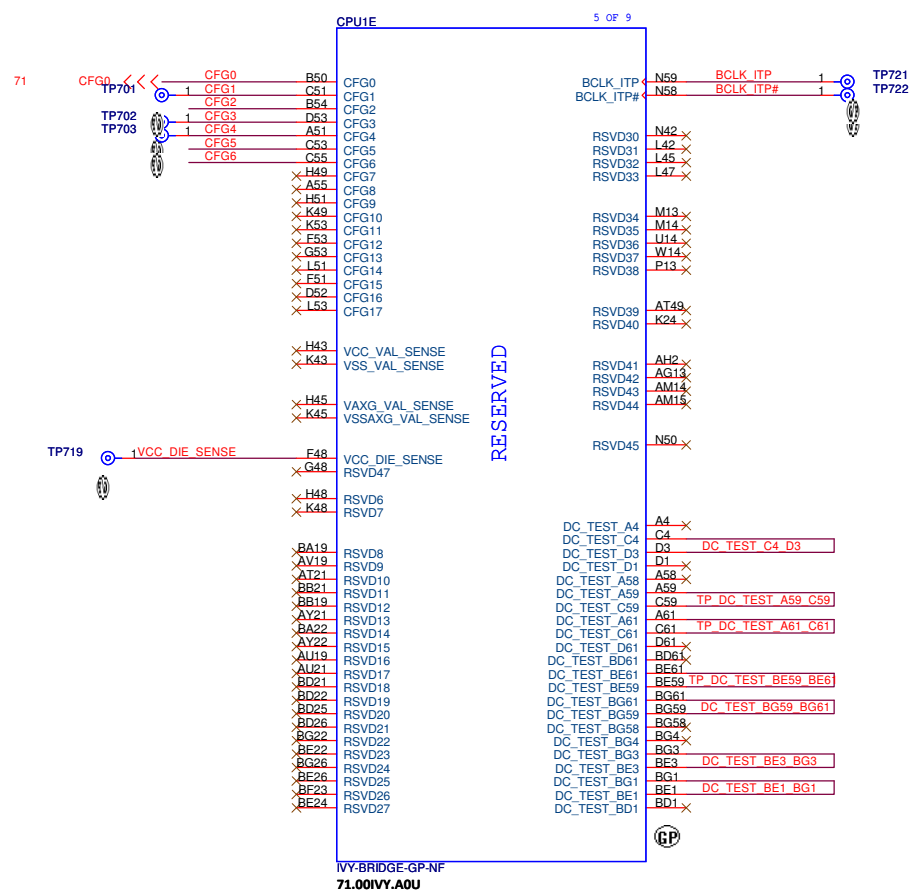 CPU1E
5 OF 9
71
CFG0
CFG0 B50 CFG0
TP701 1 CFG1 C51 CFG1
CFG2 B54 CFG2
TP702 1 CFG3 D53 CFG3
TP703 1 CFG4 A51 CFG4
CFG5 C53 CFG5
CFG6 C55 CFG6
H49 CFG7
A55 CFG8
H51 CFG9
K49 CFG10
K53 CFG11
F53 CFG12
G53 CFG13
L51 CFG14
F51 CFG15
D52 CFG16
L53 CFG17
H43 VCC_VAL_SENSE
K43 VSS_VAL_SENSE
H45 VAXG_VAL_SENSE
K45 VSSAXG_VAL_SENSE
TP719 1 VCC_DIE_SENSE F48 VCC_DIE_SENSE
G48 RSVD47
H48 RSVD6
K48 RSVD7
BA19 RSVD8
AV19 RSVD9
AT21 RSVD10
BB21 RSVD11
BB19 RSVD12
AY21 RSVD13
BA22 RSVD14
AY22 RSVD15
AU19 RSVD16
AU21 RSVD17
BD21 RSVD18
BD22 RSVD19
BD25 RSVD20
BD26 RSVD21
BG22 RSVD22
BE22 RSVD23
BG26 RSVD24
BE26 RSVD25
BF23 RSVD26
BE24 RSVD27
RESERVED
BCLK_ITP N59 BCLK_ITP 1 TP721
BCLK_ITP# N58 BCLK_ITP# 1 TP722
RSVD30 N42
RSVD31 L42
RSVD32 L45
RSVD33 L47
RSVD34 M13
RSVD35 M14
RSVD36 U14
RSVD37 W14
RSVD38 P13
RSVD39 AT49
RSVD40 K24
RSVD41 AH2
RSVD42 AG13
RSVD43 AM14
RSVD44 AM15
RSVD45 N50
DC_TEST_A4 A4
DC_TEST_C4 C4
DC_TEST_D3 D3 DC_TEST_C4_D3
DC_TEST_D1 D1
DC_TEST_A58 A58
DC_TEST_A59 A59
DC_TEST_C59 C59 TP_DC_TEST_A59_C59
DC_TEST_A61 A61
DC_TEST_C61 C61 TP_DC_TEST_A61_C61
DC_TEST_D61 D61
DC_TEST_BD61 BD61
DC_TEST_BE61 BE61
DC_TEST_BE59 BE59 TP_DC_TEST_BE59_BE61
DC_TEST_BG61 BG61
DC_TEST_BG59 BG59 DC_TEST_BG59_BG61
DC_TEST_BG58 BG58
DC_TEST_BG4 BG4
DC_TEST_BG3 BG3
DC_TEST_BE3 BE3 DC_TEST_BE3_BG3
DC_TEST_BG1 BG1
DC_TEST_BE1 BE1 DC_TEST_BE1_BG1
DC_TEST_BD1 BD1
GP
IVY-BRIDGE-GP-NF
71.00IVY.A0U